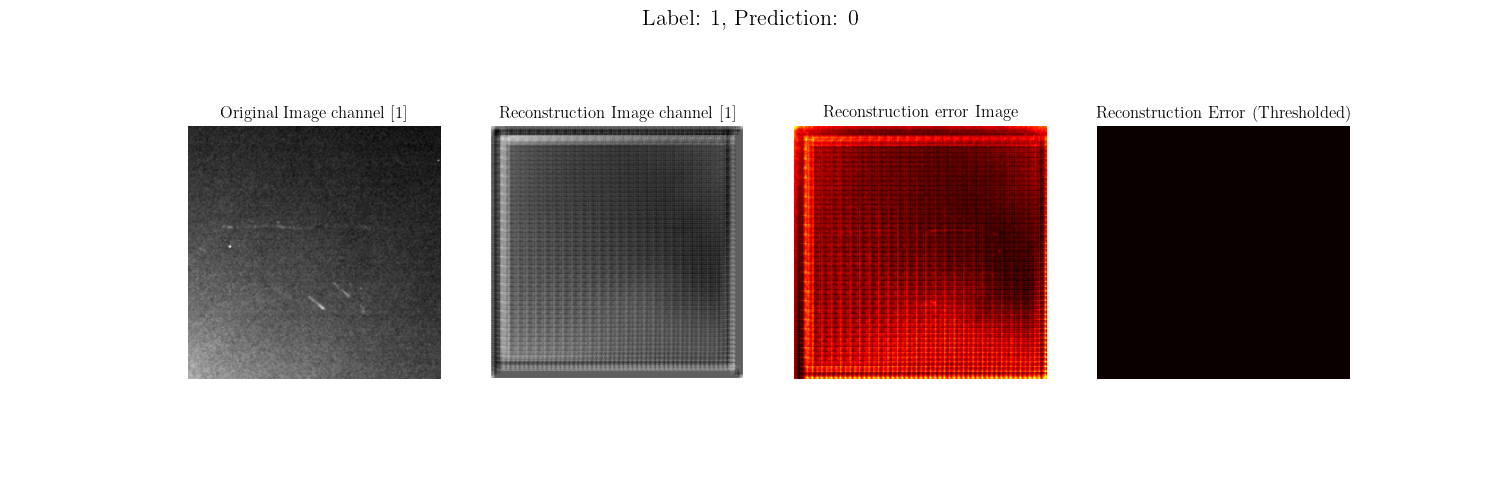 Label: 1, Prediction: 0
Original Image channel [1]
Reconstruction Image channel [1]
Reconstruction error Image
Reconstruction Error (Thresholded)